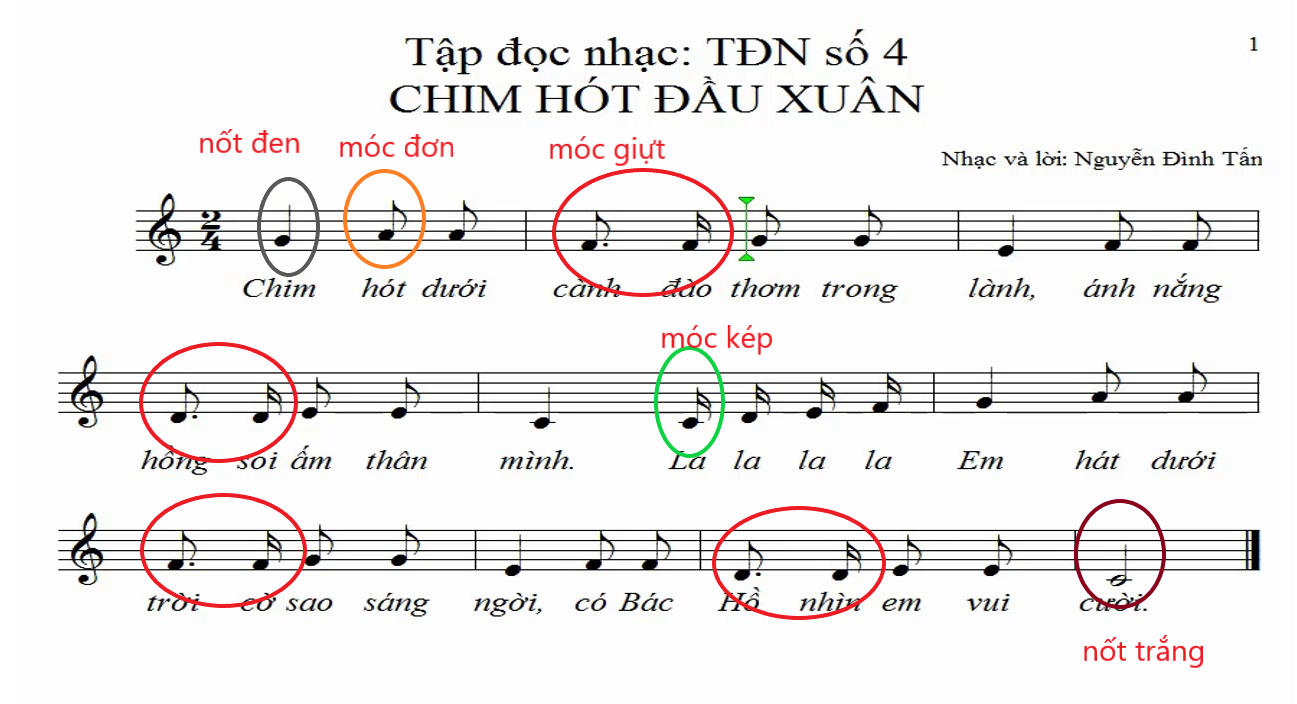 Tập đọc nhạc: TĐN số 4
1
CHIM HÓT ĐẦU XUÂN
nốt đen móc đơn móc giựt
Nhạc và lời: Nguyễn Đình Tấn
2
4
Chim hót dưới cành đào thơm trong lành, ánh nắng
móc kép
hồng soi ấm thân mình. La la la la Em hát dưới
trời cờ sao sáng ngời, có Bác Hồ nhìn em vui cười.
nốt trắng